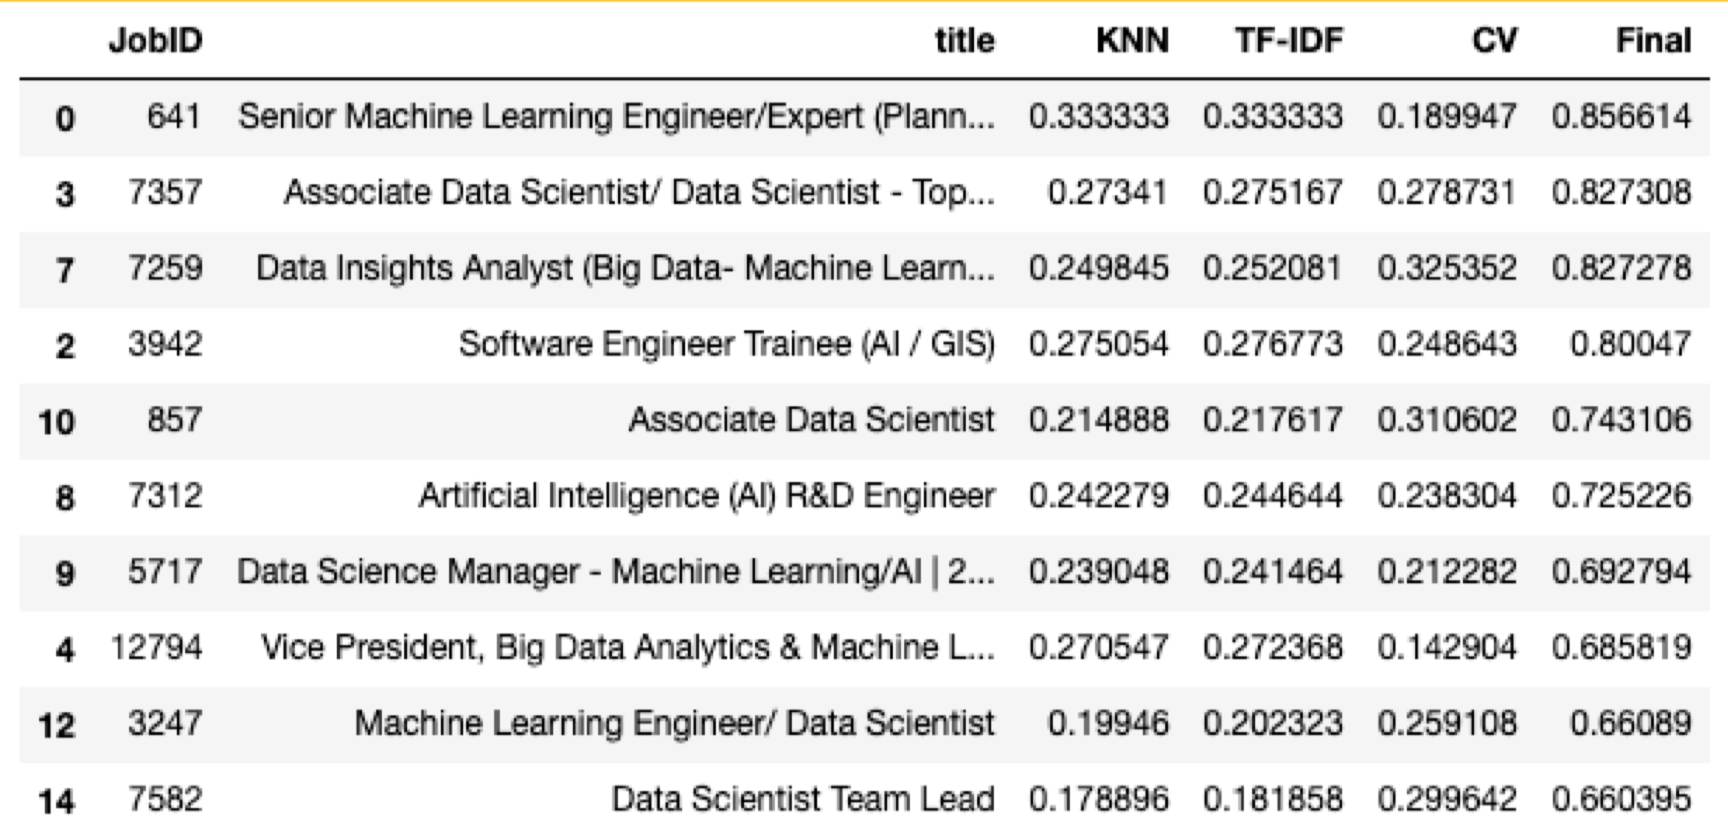 JobID title KNN TF-IDF CV Final
0 641 Senior Machine Learning Engineer/Expert (Plann... 0.333333 0.333333 0.189947 0.856614
3 7357 Associate Data Scientist/ Data Scientist - Top... 0.27341 0.275167 0.278731 0.827308
7 7259 Data Insights Analyst (Big Data- Machine Learn... 0.249845 0.252081 0.325352 0.827278
2 3942 Software Engineer Trainee (AI / GIS) 0.275054 0.276773 0.248643 0.80047
10 857 Associate Data Scientist 0.214888 0.217617 0.310602 0.743106
8 7312 Artificial Intelligence (AI) R&D Engineer 0.242279 0.244644 0.238304 0.725226
9 5717 Data Science Manager - Machine Learning/AI | 2... 0.239048 0.241464 0.212282 0.692794
4 12794 Vice President, Big Data Analytics & Machine L... 0.270547 0.272368 0.142904 0.685819
12 3247 Machine Learning Engineer/ Data Scientist 0.19946 0.202323 0.259108 0.66089
14 7582 Data Scientist Team Lead 0.178896 0.181858 0.299642 0.660395